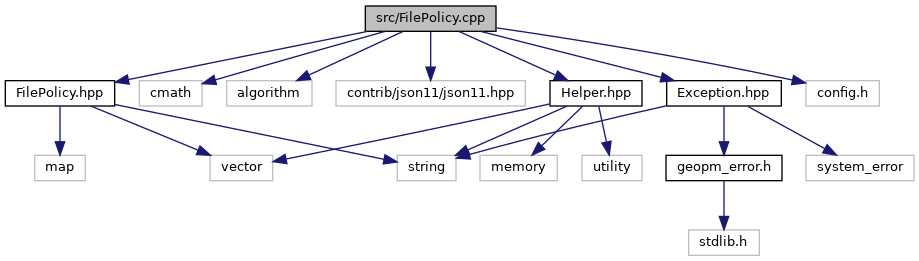 src/FilePolicy.cpp
FilePolicy.hpp
cmath
algorithm
contrib/json11/json11.hpp
Helper.hpp
Exception.hpp
config.h
map
vector
string
memory
utility
geopm_error.h
system_error
stdlib.h